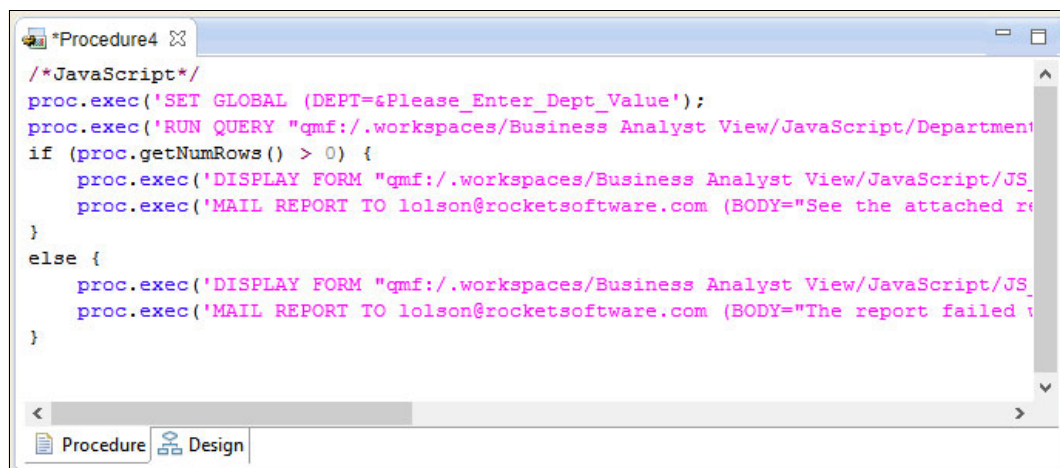 *Procedure4
/*JavaScript*/
proc.exec('SET GLOBAL (DEPT=&Please_Enter_Dept_Value');
proc.exec('RUN QUERY "qmf:/.workspaces/Business Analyst View/JavaScript/Department
if (proc.getNumRows() > 0) {
    proc.exec('DISPLAY FORM "qmf:/.workspaces/Business Analyst View/JavaScript/JS_
    proc.exec('MAIL REPORT TO lolson@rocketsoftware.com (BODY="See the attached re
}
else {
    proc.exec('DISPLAY FORM "qmf:/.workspaces/Business Analyst View/JavaScript/JS_
    proc.exec('MAIL REPORT TO lolson@rocketsoftware.com (BODY="The report failed
}
Procedure Design